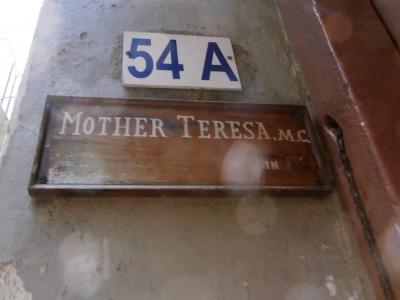 54 A
MOTHER TERESA. M.C.
IN